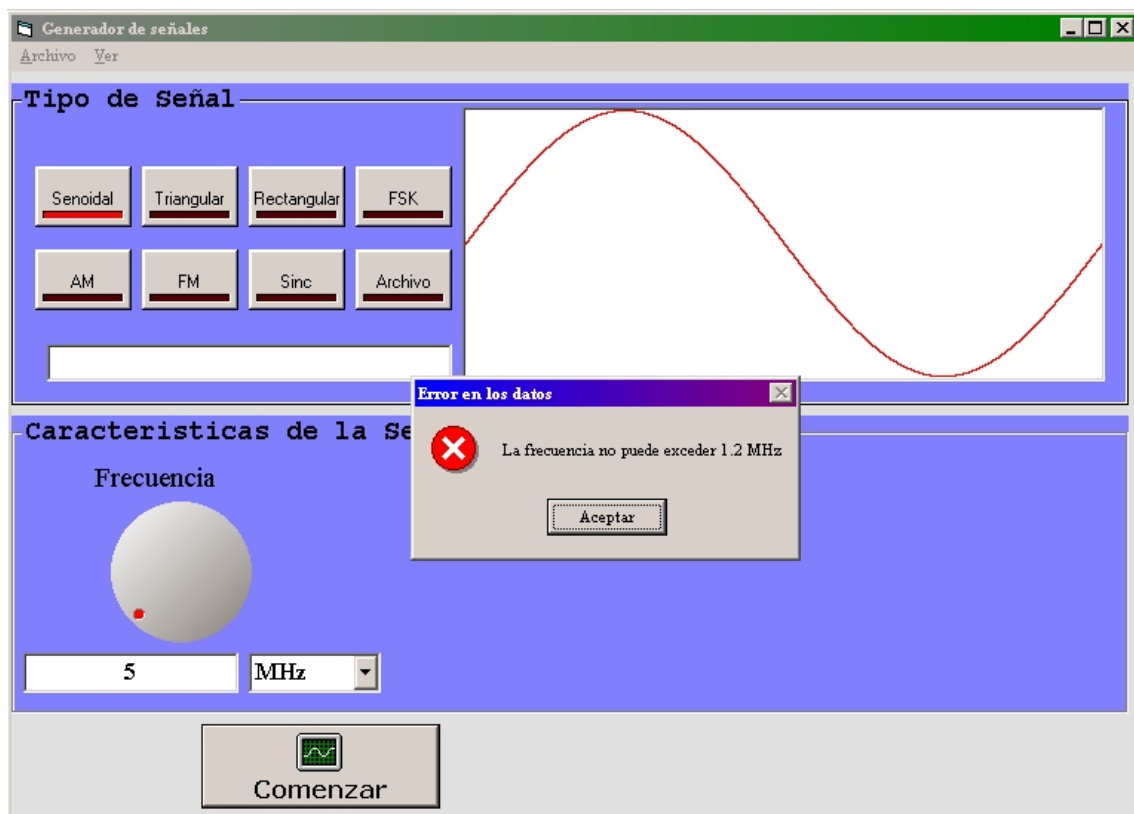 Generador de señales
Archivo Ver
Tipo de Señal
Senoidal Triangular Rectangular FSK
AM FM Sinc Archivo
Error en los datos
La frecuencia no puede exceder 1.2 MHz
Aceptar
Caracteristicas de la Se
Frecuencia
5 MHz
Comenzar